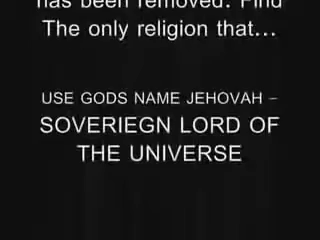 has been removed. Find
The only religion that...
USE GODS NAME JEHOVAH –
SOVERIEGN LORD OF
THE UNIVERSE